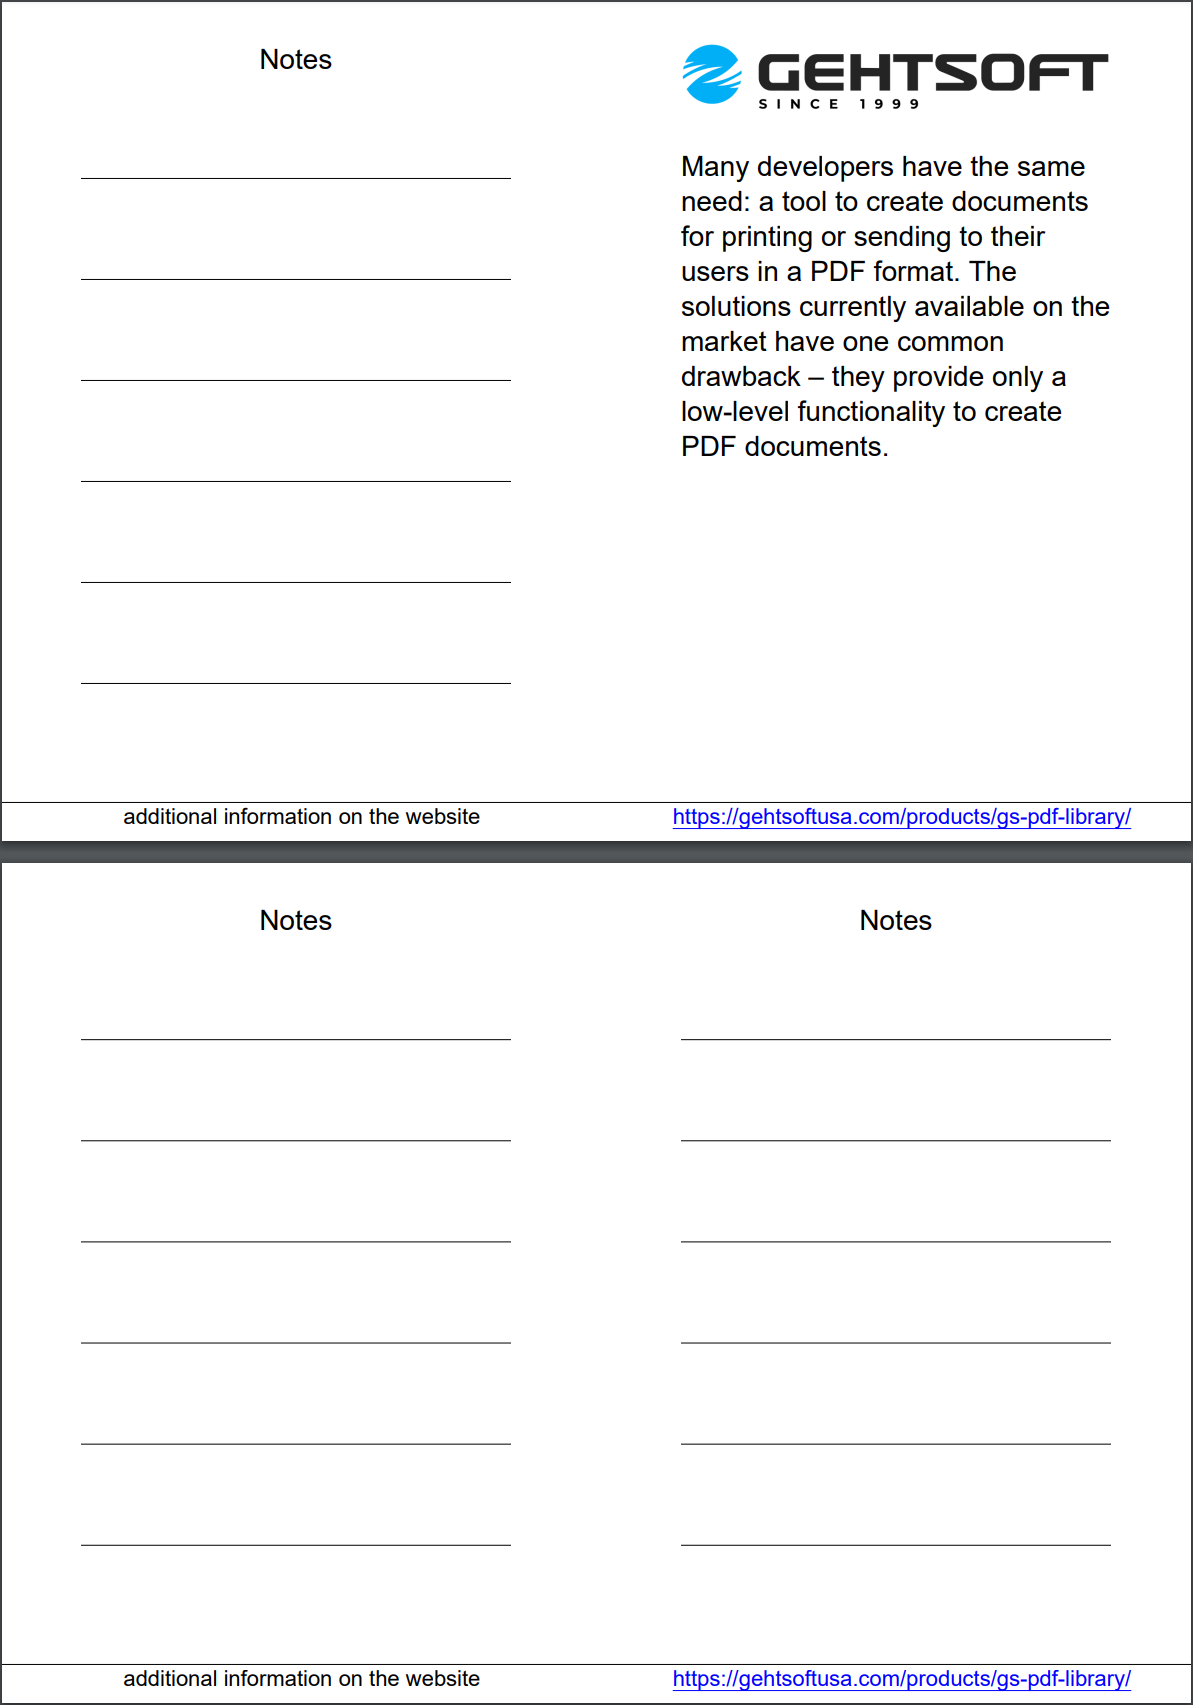 Notes
GEHTSOFT
SINCE 1999
Many developers have the same
need: a tool to create documents
for printing or sending to their
users in a PDF format. The
solutions currently available on the
market have one common
drawback – they provide only a
low-level functionality to create
PDF documents.
additional information on the website
https://gehtsoftusa.com/products/gs-pdf-library/
Notes
Notes
additional information on the website
https://gehtsoftusa.com/products/gs-pdf-library/